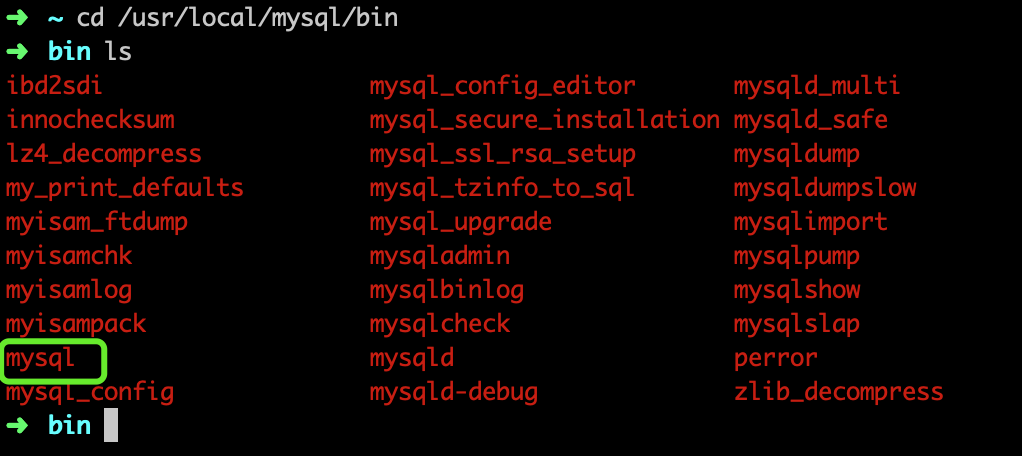 ➜ ~ cd /usr/local/mysql/bin
➜ bin ls
ibd2sdi mysql_config_editor mysqld_multi
innochecksum mysql_secure_installation mysqld_safe
lz4_decompress mysql_ssl_rsa_setup mysqldump
my_print_defaults mysql_tzinfo_to_sql mysqldumpslow
myisam_ftdump mysql_upgrade mysqlimport
myisamchk mysqladmin mysqlpump
myisamlog mysqlbinlog mysqlshow
myisampack mysqlcheck mysqlslap
mysql mysqld perror
mysql_config mysqld-debug zlib_decompress
➜ bin